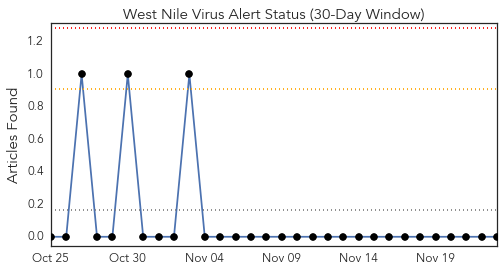 West Nile Virus Alert Status (30-Day Window)
Articles Found
1.2
1.0
0.8
0.6
0.4
0.2
0.0
Oct 25 Oct 30 Nov 04 Nov 09 Nov 14 Nov 19